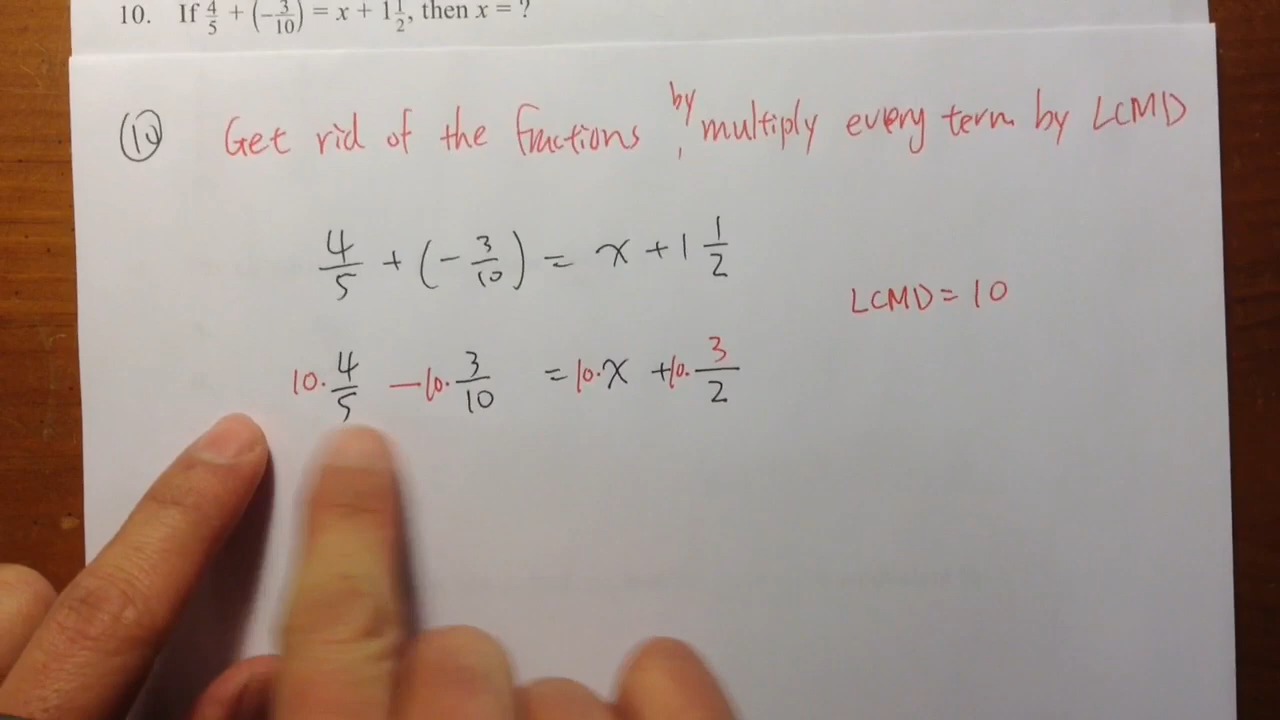 10. If 4/5 + (-3/10) = x + 1 1/2, then x = ?
(10) Get rid of the fractions, by multiply every term by LCMD
4/5 + (-3/10) = x + 1 1/2
LCMD = 10
10·4/5 - 10·3/10 = 10·x + 10·3/2